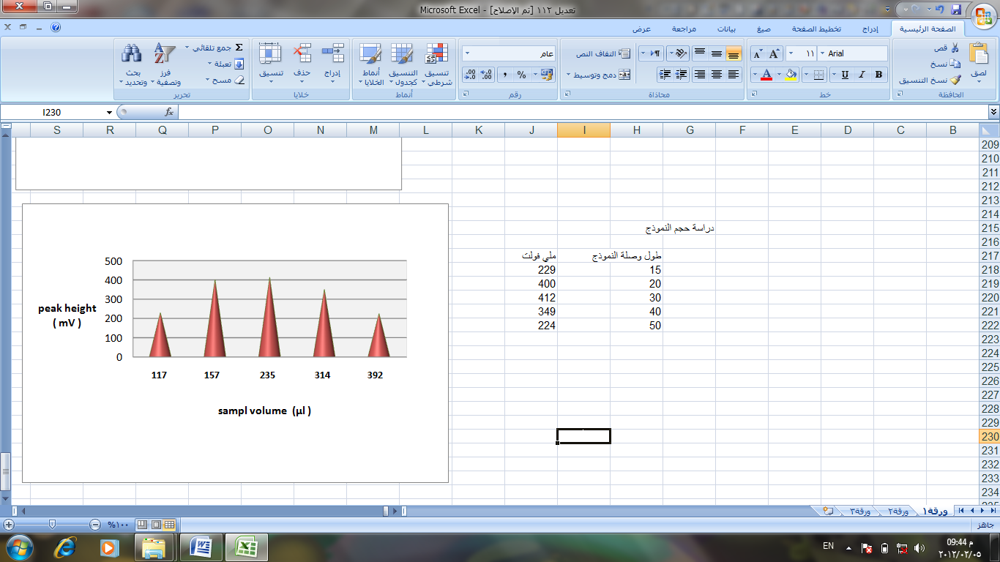 تعديل ١١٢ [تم الإصلاح] - Microsoft Excel
الصفحة الرئيسية إدراج تخطيط الصفحة صيغ بيانات مراجعة عرض
لصق
قص
نسخ
نسخ التنسيق
الحافظة
Arial ١١
B I U A
خط
التفاف النص
دمج وتوسيط
محاذاة
عام
% ,
رقم
تنسيق شرطي
التنسيق كجدول
أنماط الخلايا
أنماط
إدراج
حذف
تنسيق
خلايا
Σ جمع تلقائي
تعبئة
مسح
فرز وتصفية
بحث وتحديد
تحرير
I230 fx
S R Q P O N M L K J I H G F E D C B
209
210
211
212
213
214
215
216
217
218
219
220
221
222
223
224
225
226
227
228
229
230
231
232
233
234
دراسة حجم النموذج
طول وصلة النموذج ملي فولت
15 229
20 400
30 412
40 349
50 224
500
400
300
200
100
0
peak height
( mV )
117 157 235 314 392
sampl volume (µl )
ورقة١ ورقة٢ ورقة٣
جاهز
%١٠٠
EN
09:44 م
٢٠١٢/٠٢/٠٥